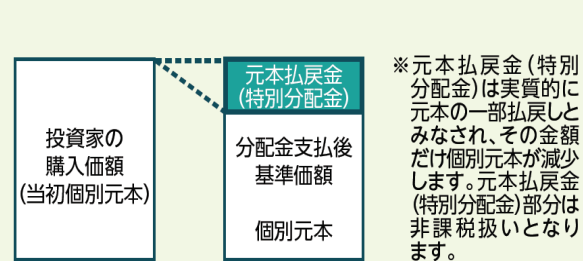 投資家の
購入価額
(当初個別元本)
元本払戻金
(特別分配金)
分配金支払後
基準価額
個別元本
※元本払戻金(特別
分配金)は実質的に
元本の一部払戻しと
みなされ、その金額
だけ個別元本が減少
します。元本払戻金
(特別分配金)部分は
非課税扱いとなり
ます。